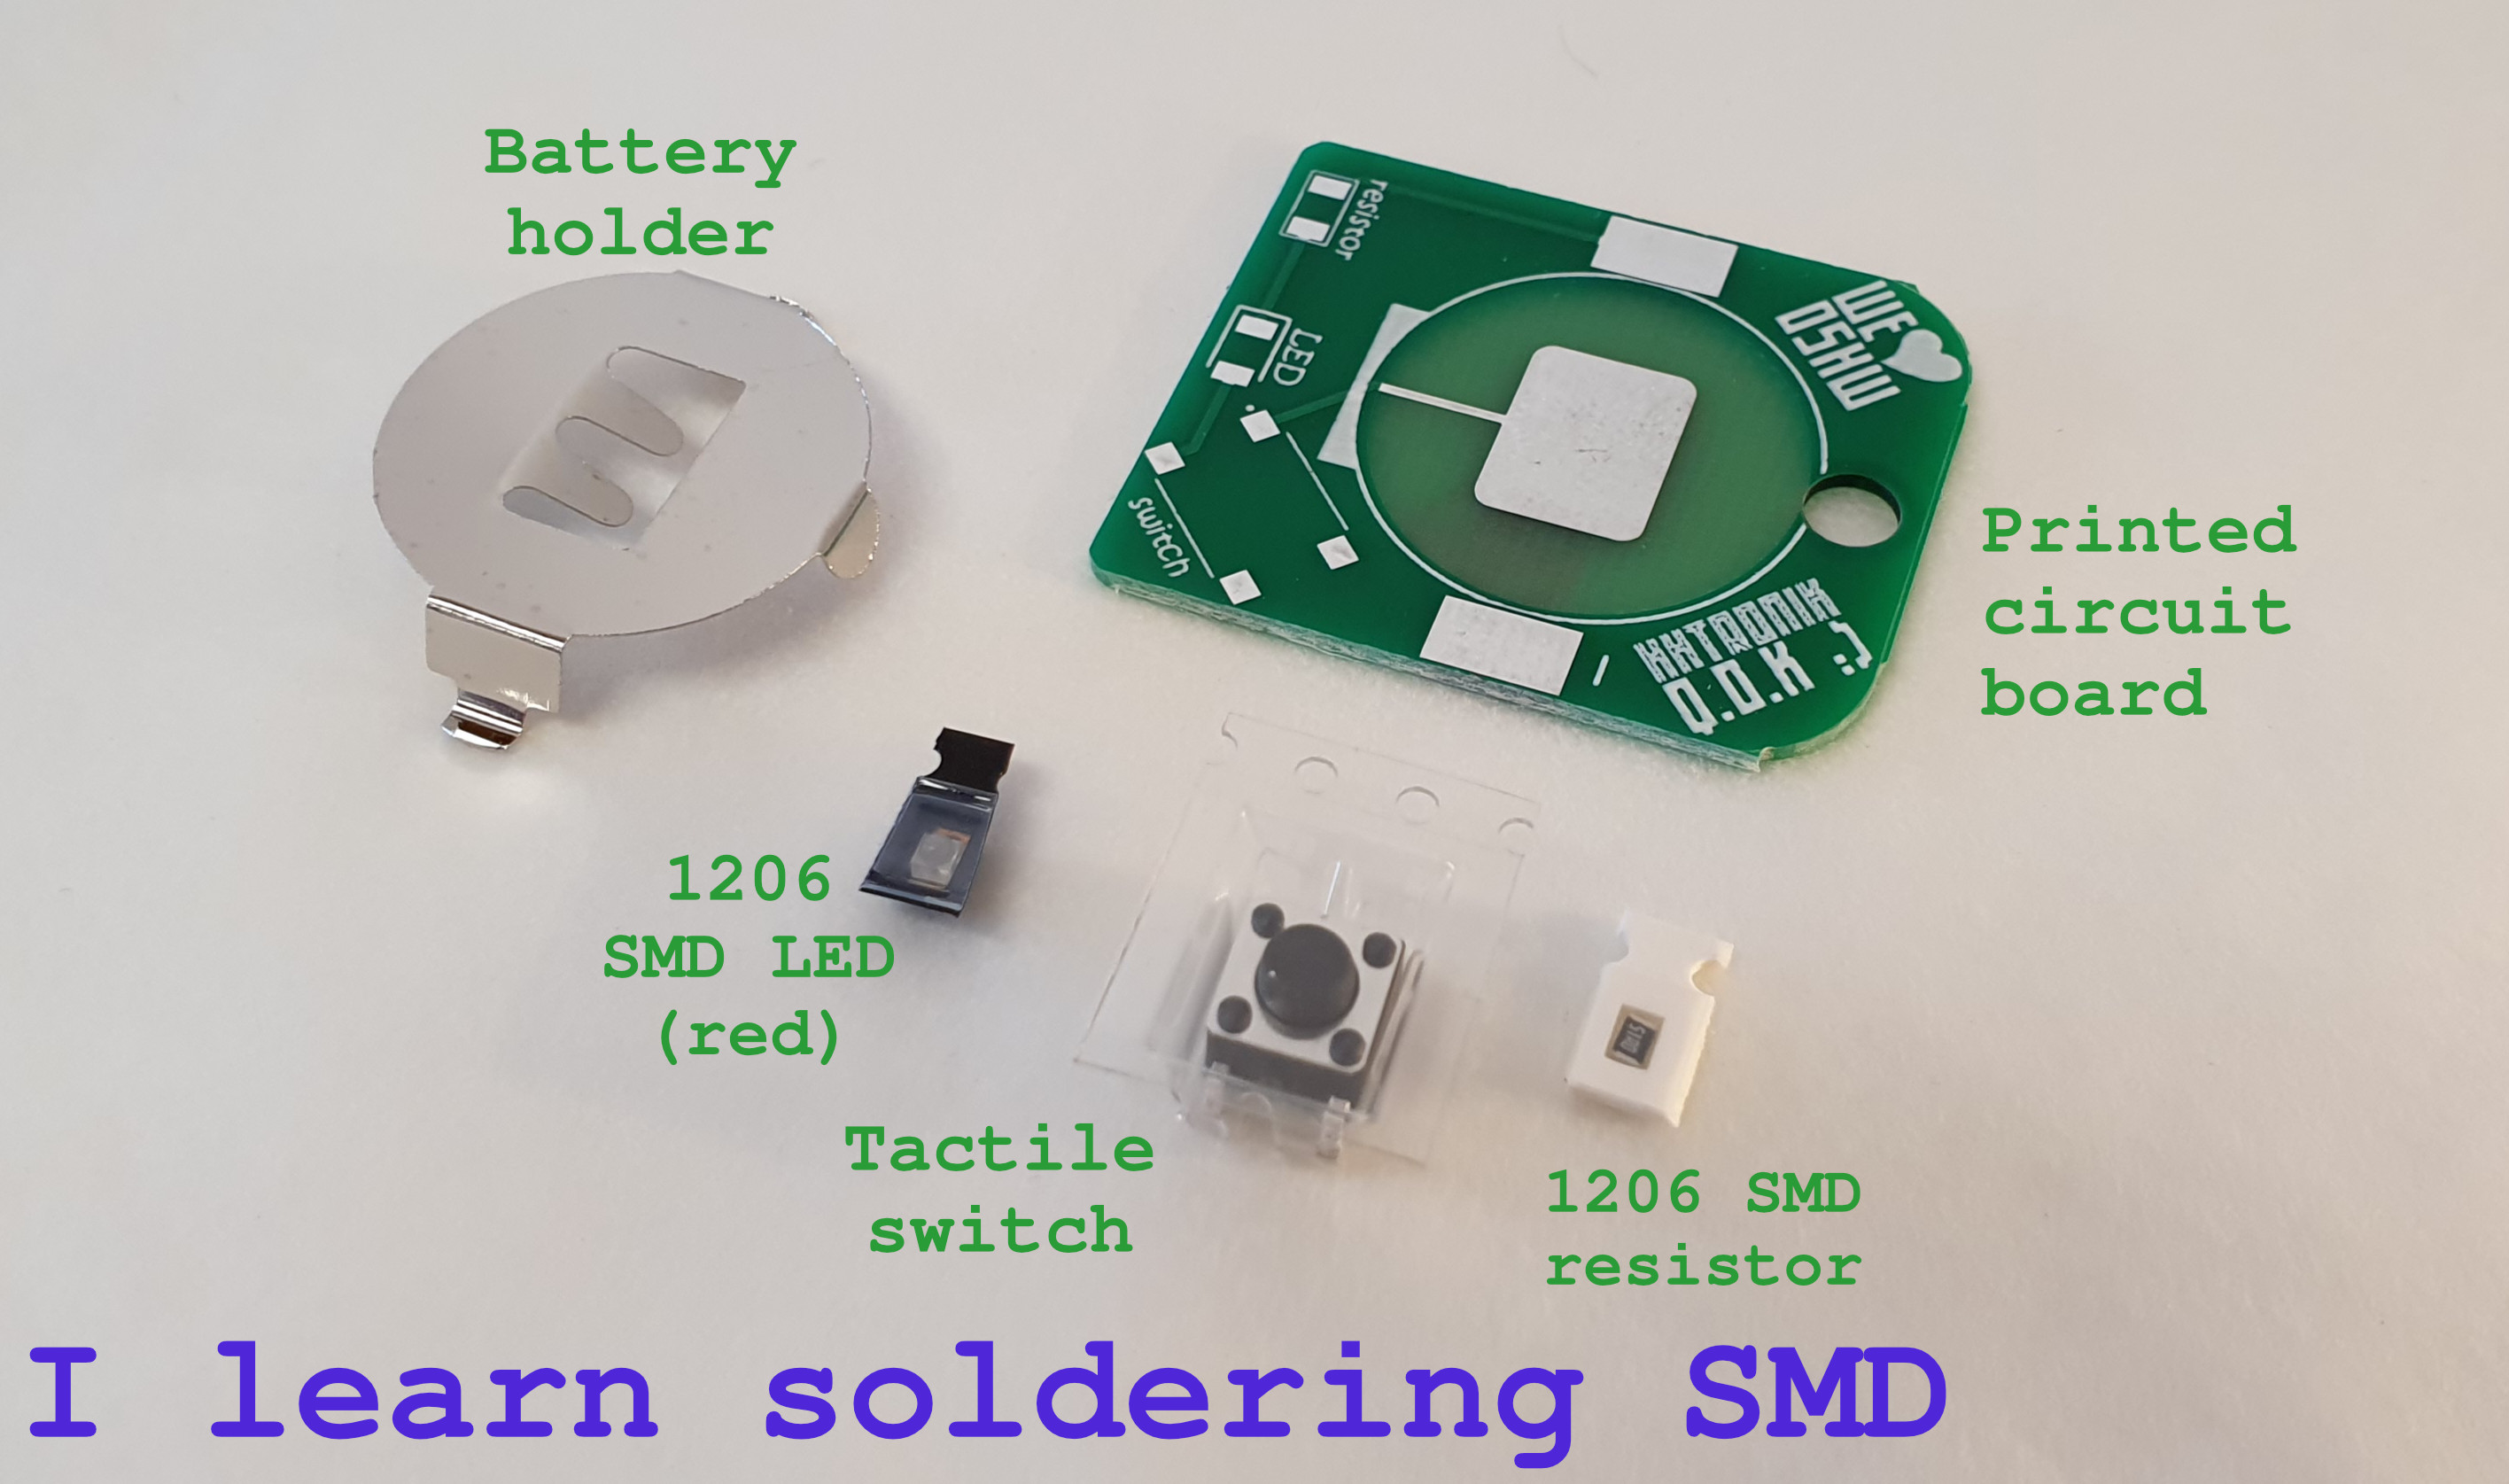 Battery
holder
resistor
LED
switch
WE
OSHW
HHTRONIK
Q.D.K :)
Printed
circuit
board
1206
SMD LED
(red)
Tactile
switch
1206 SMD
resistor
I learn soldering SMD